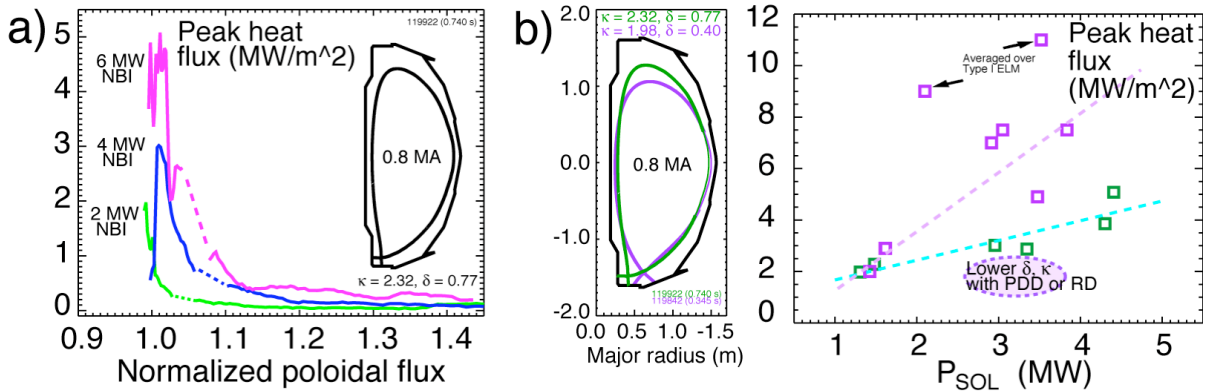 a)
Peak heat
flux (MW/m^2)
119922 (0.740 s)
6 MW
NBI
4 MW
NBI
2 MW
NBI
0.8 MA
κ = 2.32, δ = 0.77
5
4
3
2
1
0
0.9 1.0 1.1 1.2 1.3 1.4
Normalized poloidal flux
b)
κ = 2.32, δ = 0.77
κ = 1.98, δ = 0.40
0.8 MA
119922 (0.740 s)
119842 (0.345 s)
2.0
1.0
0.0
-1.0
-2.0
0.0 0.5 1.0 -1.5
Major radius (m)
Peak heat
flux
(MW/m^2)
Averaged over
Type I ELM
Lower δ, κ
with PDD or RD
12
10
8
6
4
2
0
1 2 3 4 5
P_SOL (MW)